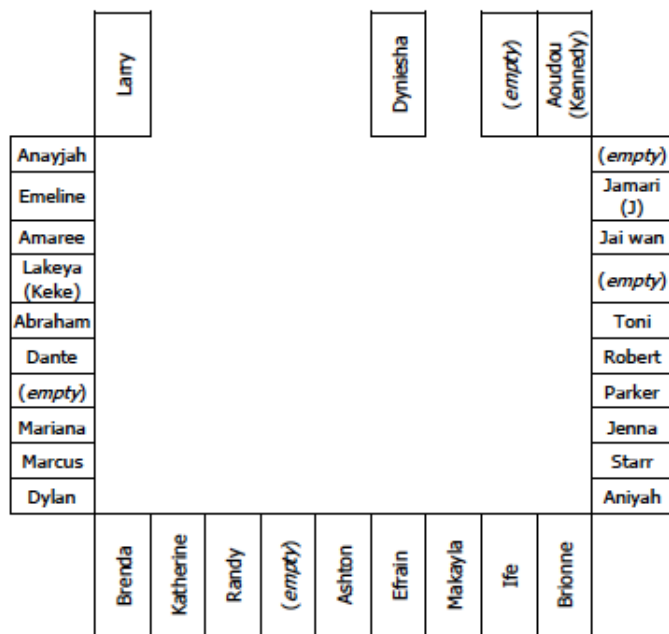 Larry
Dyniesha
(empty)
Aoudou
(Kennedy)
Anayjah
Emeline
Amaree
Lakeya
(Keke)
Abraham
Dante
(empty)
Mariana
Marcus
Dylan
(empty)
Jamari
(J)
Jai wan
(empty)
Toni
Robert
Parker
Jenna
Starr
Aniyah
Brenda
Katherine
Randy
(empty)
Ashton
Efrain
Makayla
Ife
Brionne